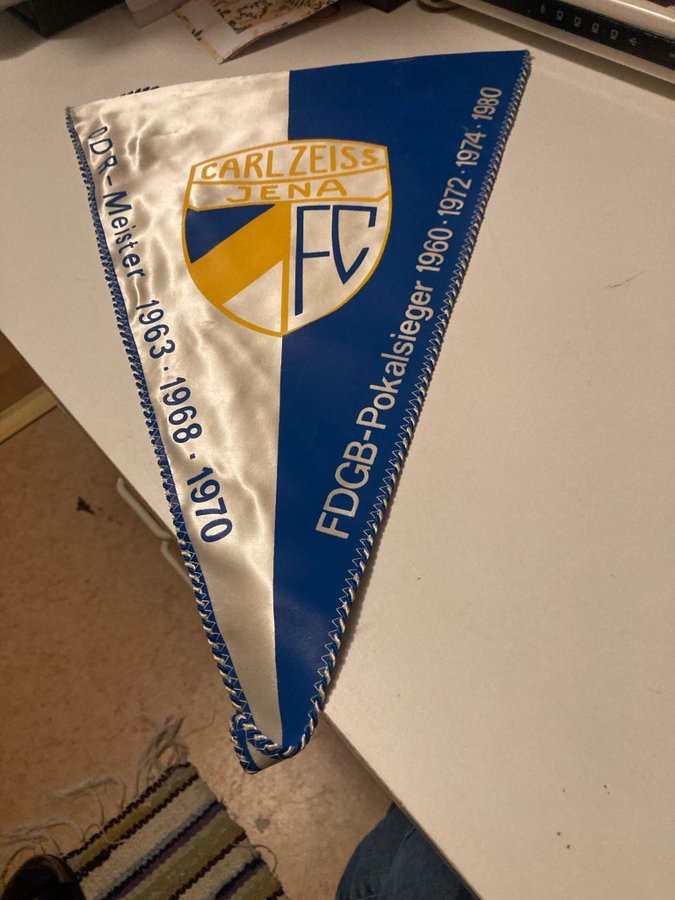 CARL ZEISS
JENA
FC
DDR-Meister 1963 · 1968 · 1970
FDGB-Pokalsieger 1960 · 1972 · 1974 · 1980